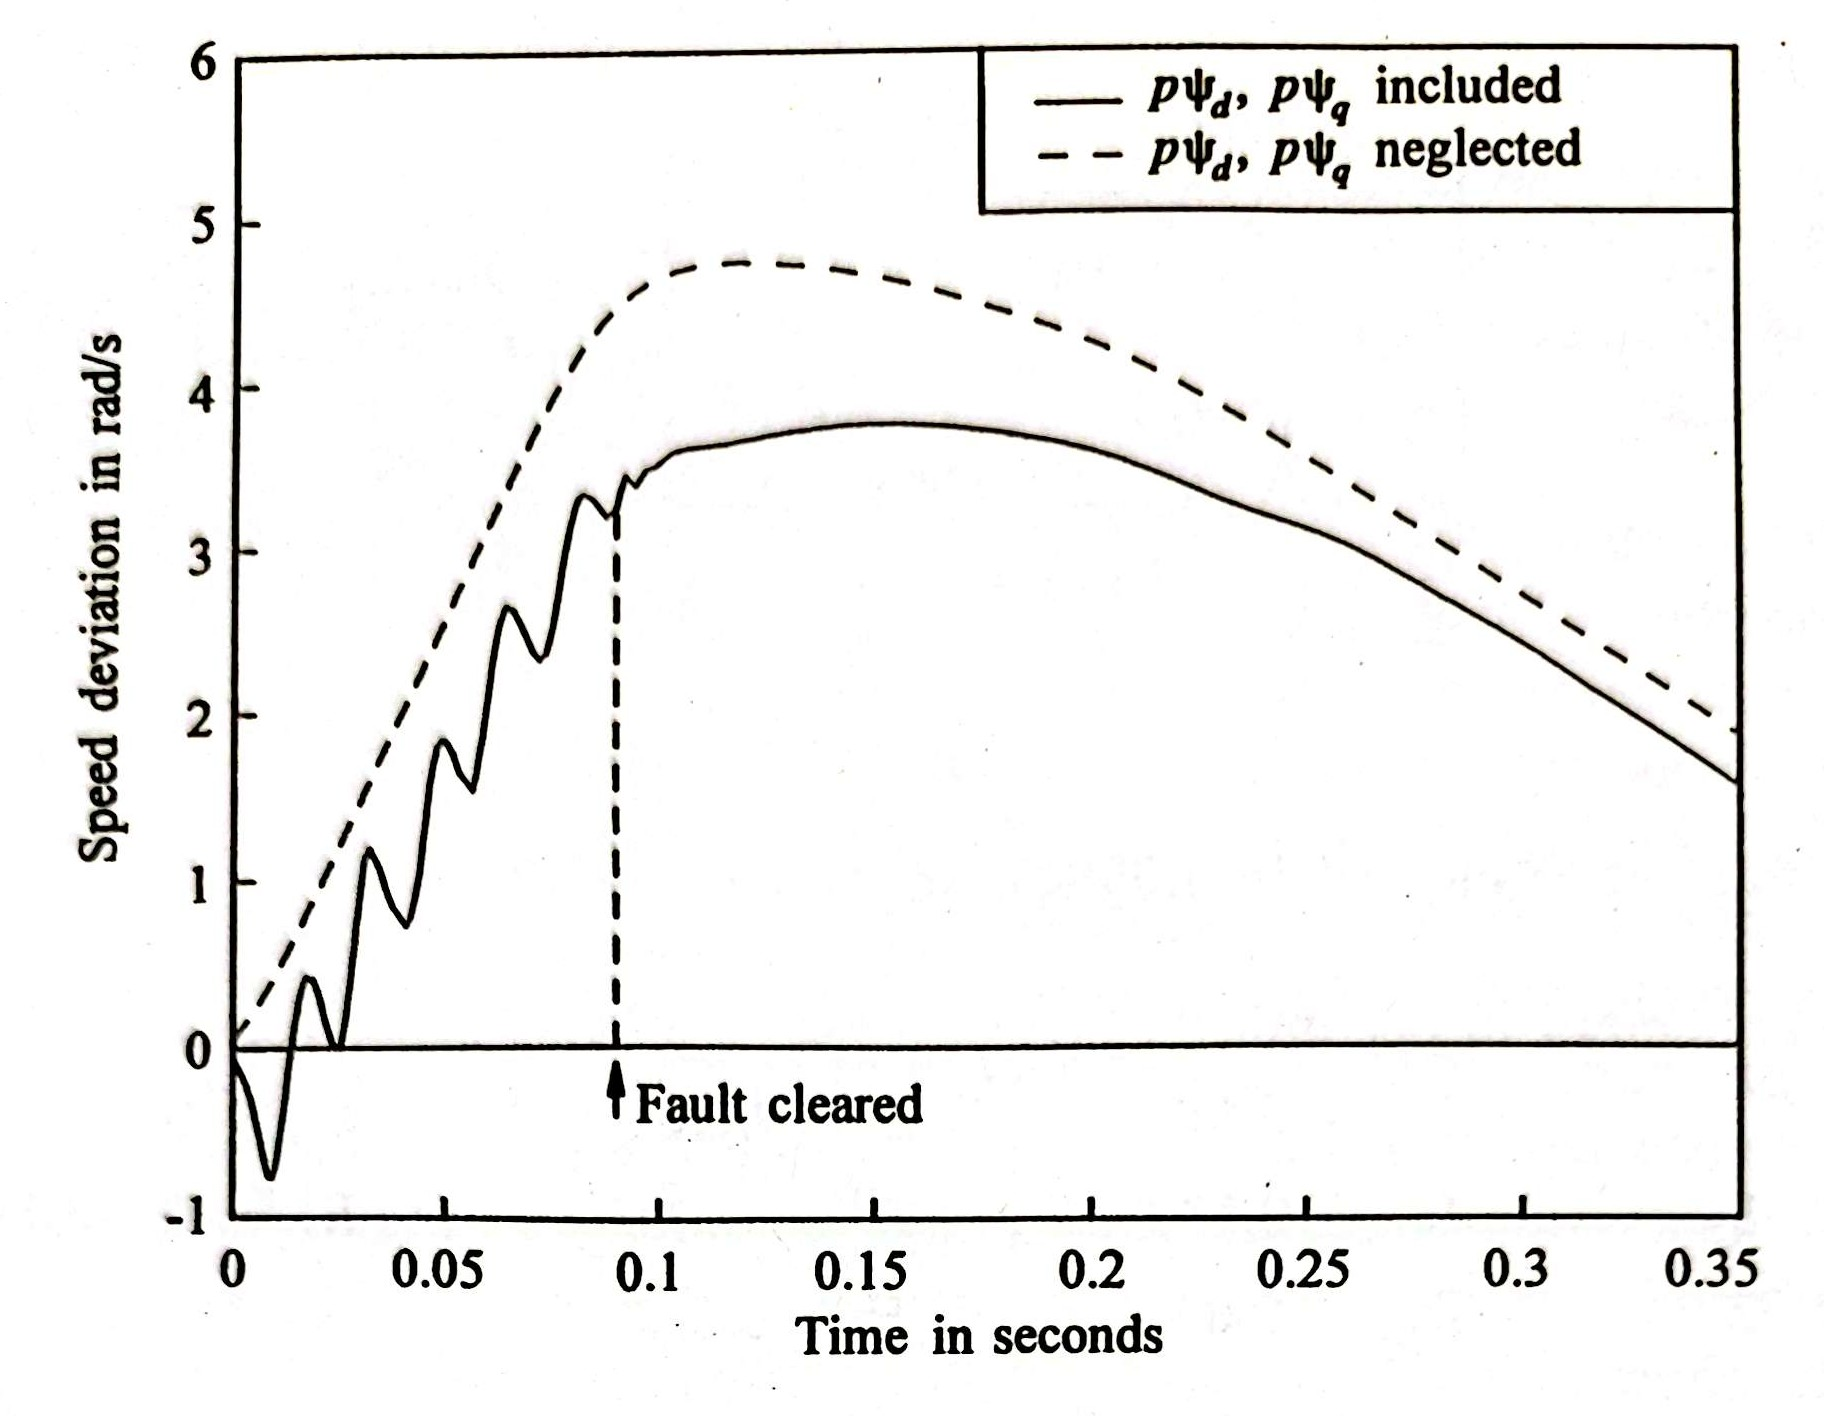 6
pψd, pψq included
pψd, pψq neglected
5
4
3
2
1
0
-1
Speed deviation in rad/s
Fault cleared
0 0.05 0.1 0.15 0.2 0.25 0.3 0.35
Time in seconds